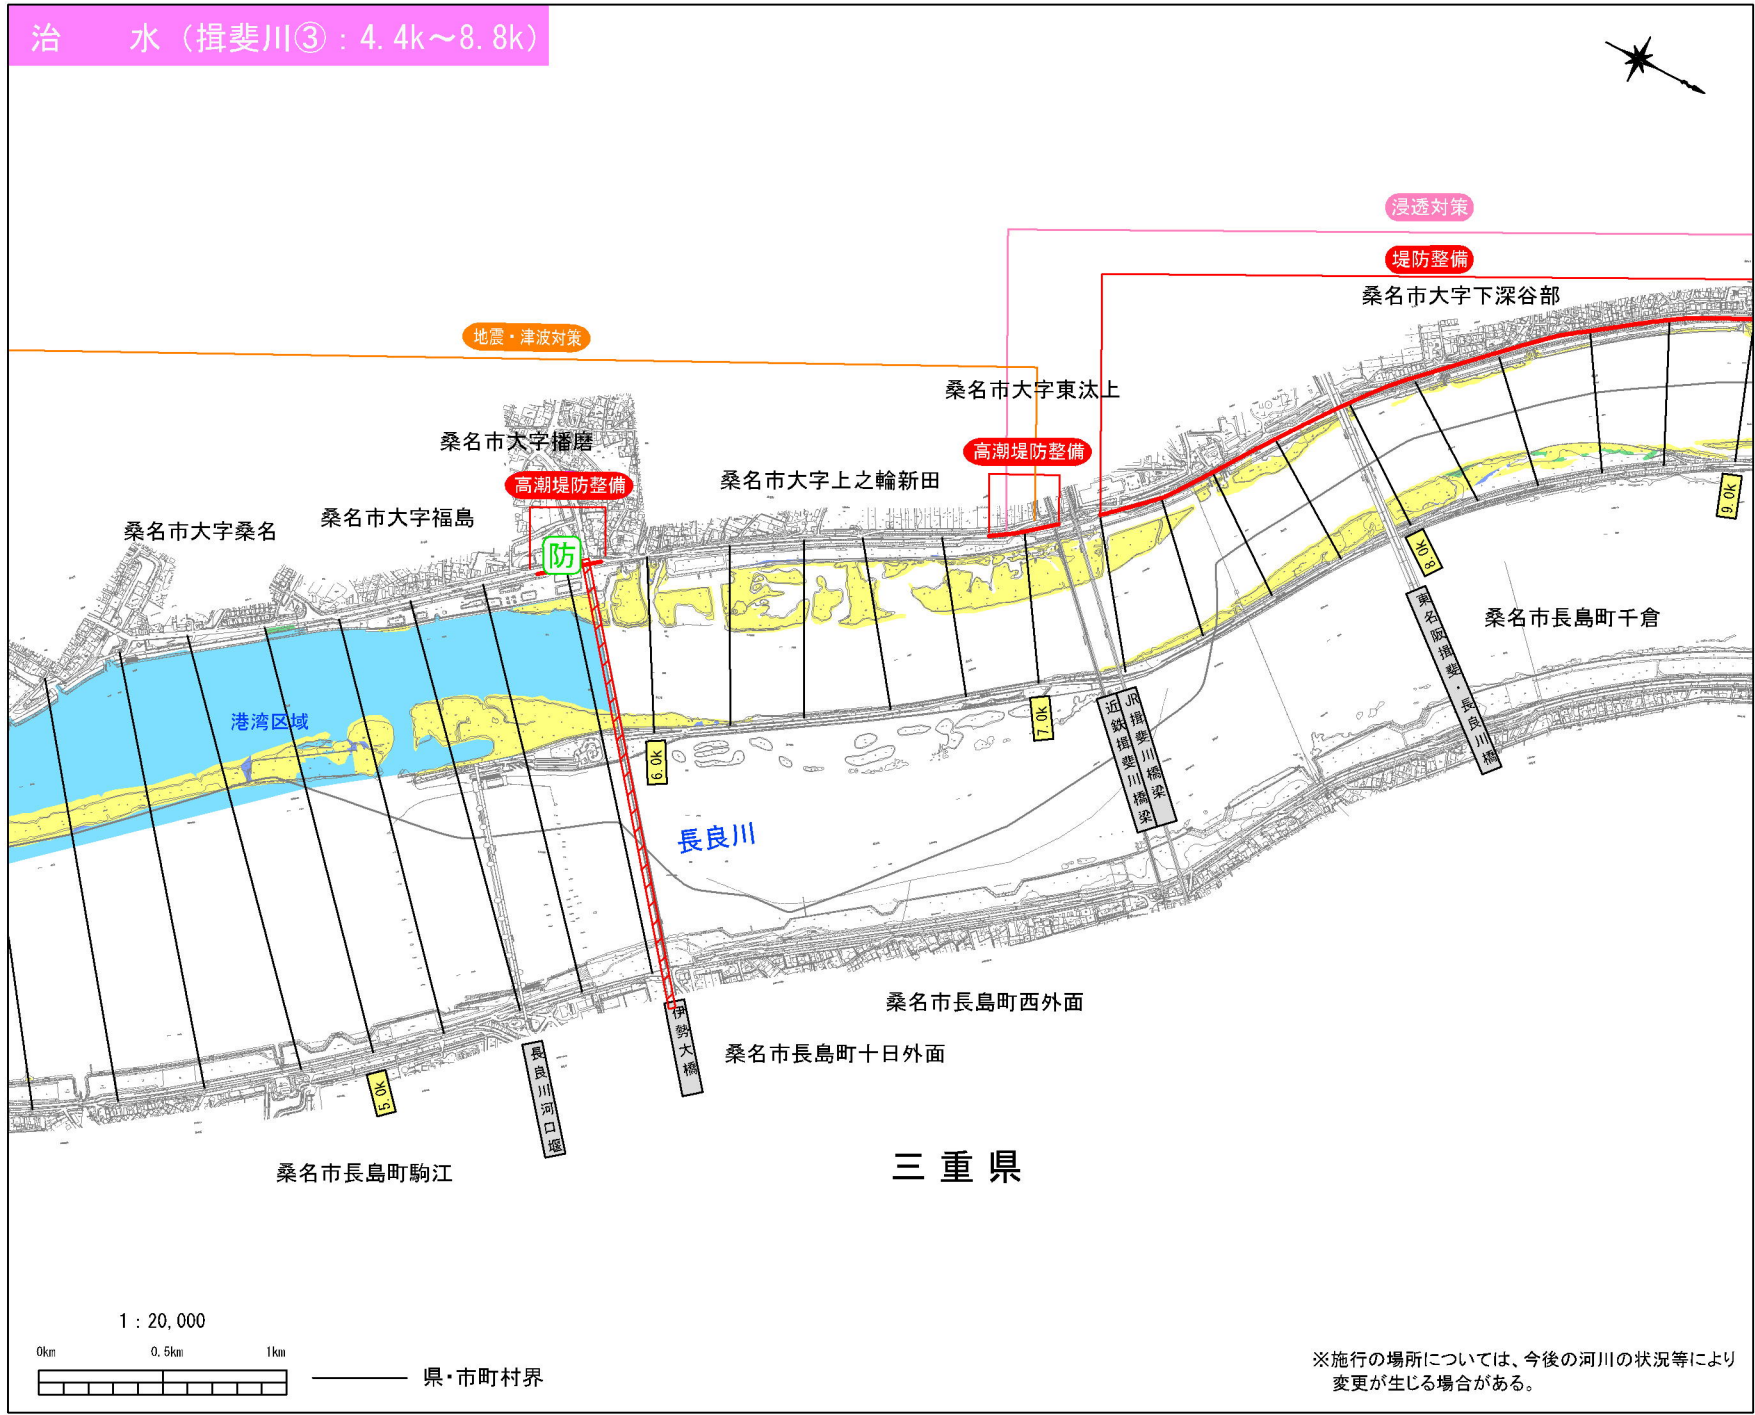 治　水（揖斐川③：4.4k～8.8k）
浸透対策
堤防整備
桑名市大字下深谷部
地震・津波対策
桑名市大字東汰上
桑名市大字播磨
高潮堤防整備
桑名市大字上之輪新田
高潮堤防整備
桑名市大字福島
桑名市大字桑名
防
9.0k
8.0k
東名阪揖斐・長良川橋
桑名市長島町千倉
港湾区域
7.0k
JR揖斐川橋梁
近鉄揖斐川橋梁
6.0k
長良川
桑名市長島町西外面
伊勢大橋
桑名市長島町十日外面
長良川河口堰
5.0k
桑名市長島町駒江
三重県
1：20,000
0km 0.5km 1km
県・市町村界
※施行の場所については、今後の河川の状況等により
変更が生じる場合がある。